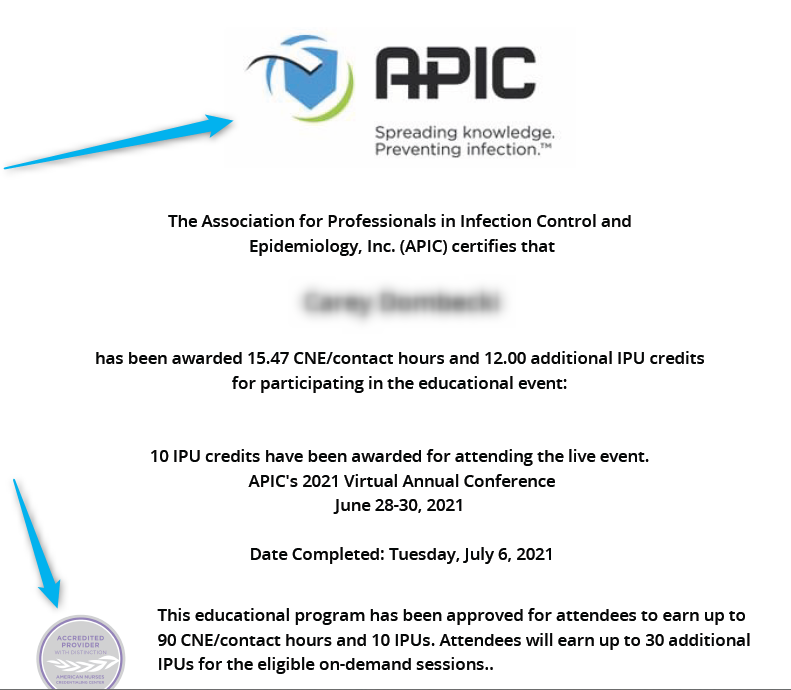 APIC
Spreading knowledge.
Preventing infection.™
The Association for Professionals in Infection Control and
Epidemiology, Inc. (APIC) certifies that
has been awarded 15.47 CNE/contact hours and 12.00 additional IPU credits
for participating in the educational event:
10 IPU credits have been awarded for attending the live event.
APIC's 2021 Virtual Annual Conference
June 28-30, 2021
Date Completed: Tuesday, July 6, 2021
This educational program has been approved for attendees to earn up to
90 CNE/contact hours and 10 IPUs. Attendees will earn up to 30 additional
IPUs for the eligible on-demand sessions..
ACCREDITED
PROVIDER
WITH DISTINCTION
AMERICAN NURSES
CREDENTIALING CENTER